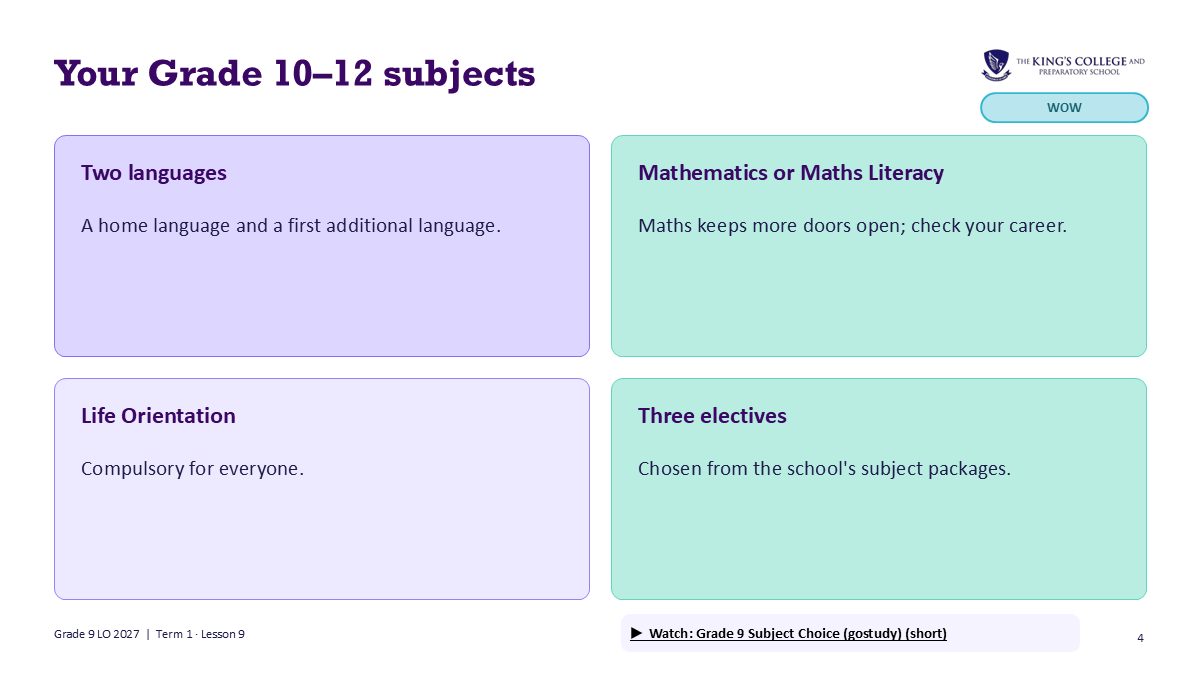 Your Grade 10–12 subjects
THE KING'S COLLEGE AND
PREPARATORY SCHOOL
WOW
Two languages
A home language and a first additional language.
Mathematics or Maths Literacy
Maths keeps more doors open; check your career.
Life Orientation
Compulsory for everyone.
Three electives
Chosen from the school's subject packages.
Grade 9 LO 2027 | Term 1 · Lesson 9
▶ Watch: Grade 9 Subject Choice (gostudy) (short)
4